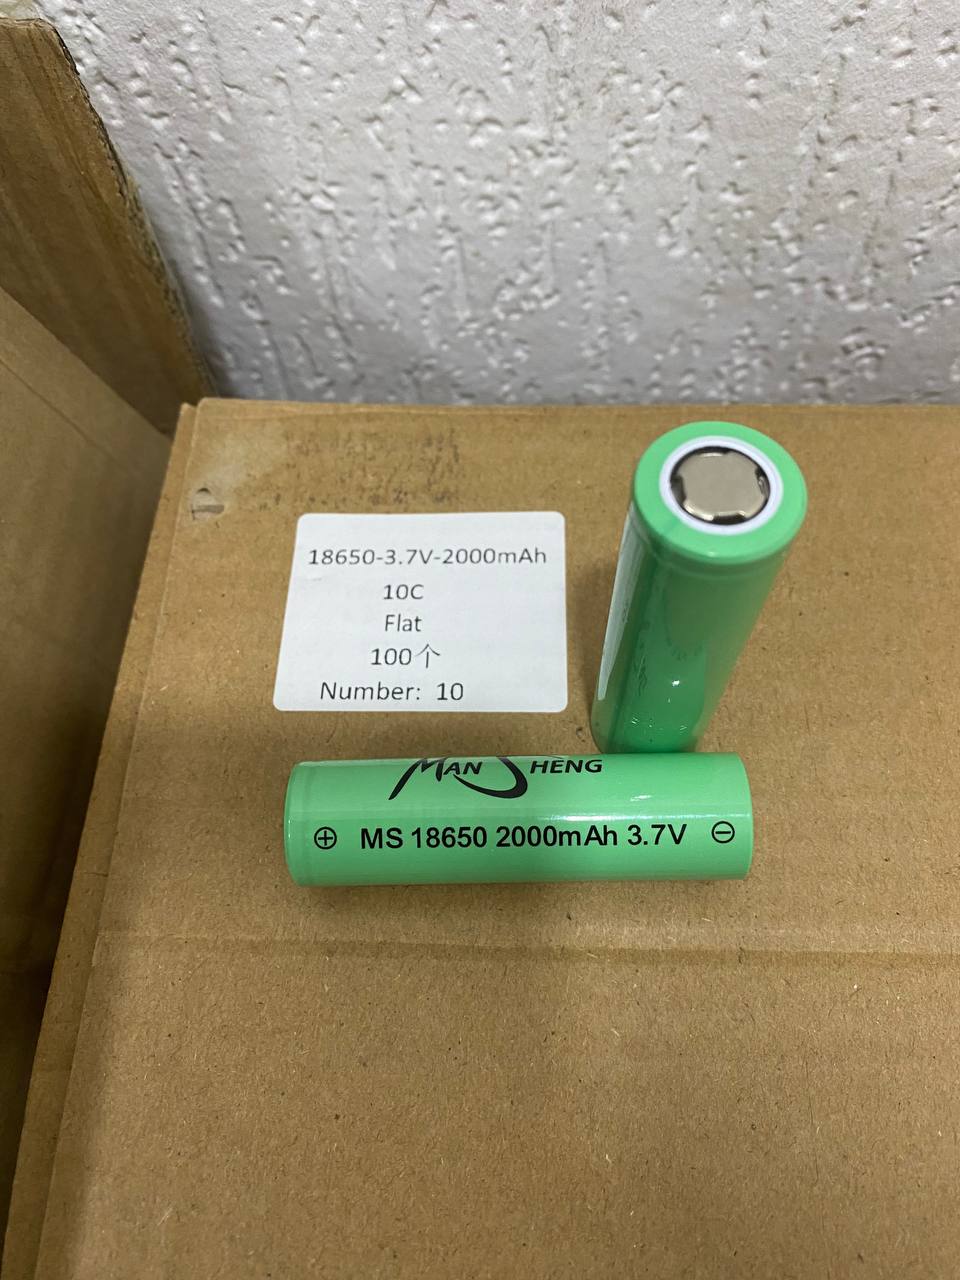 18650-3.7V-2000mAh
10C
Flat
100个
Number: 10
MAN SHENG
⊕ MS 18650 2000mAh 3.7V ⊖